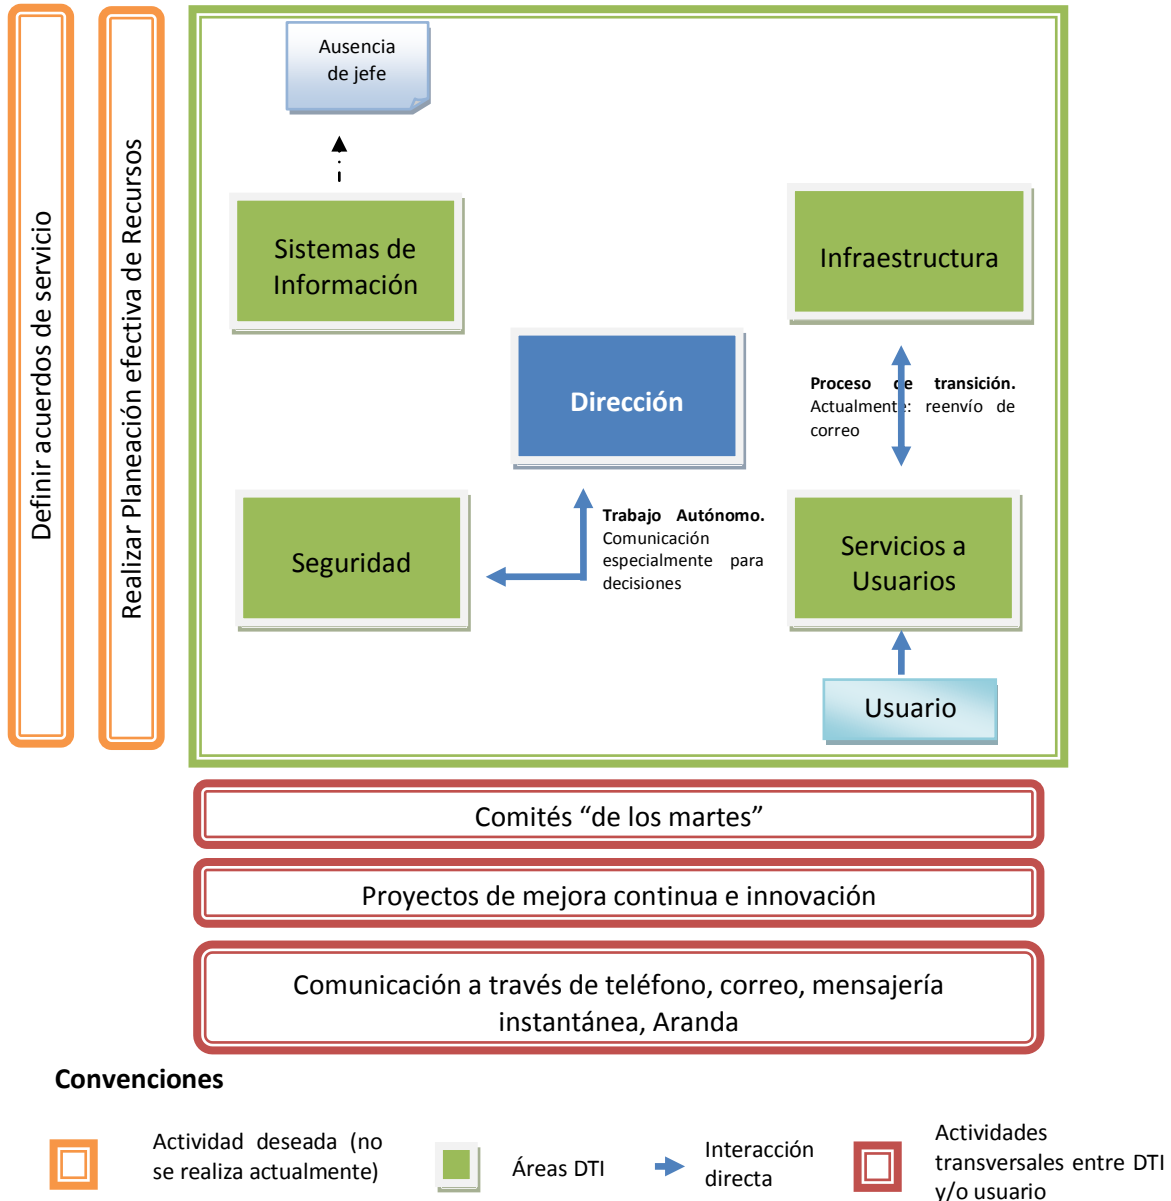 Definir acuerdos de servicio
Realizar Planeación efectiva de Recursos
Ausencia
de jefe
Sistemas de
Información
Infraestructura
Dirección
Proceso de transición.
Actualmente: reenvío de
correo
Seguridad
Trabajo Autónomo.
Comunicación
especialmente para
decisiones
Servicios a
Usuarios
Usuario
Comités “de los martes”
Proyectos de mejora continua e innovación
Comunicación a través de teléfono, correo, mensajería
instantánea, Aranda
Convenciones
Actividad deseada (no
se realiza actualmente)
Áreas DTI
Interacción
directa
Actividades
transversales entre DTI
y/o usuario